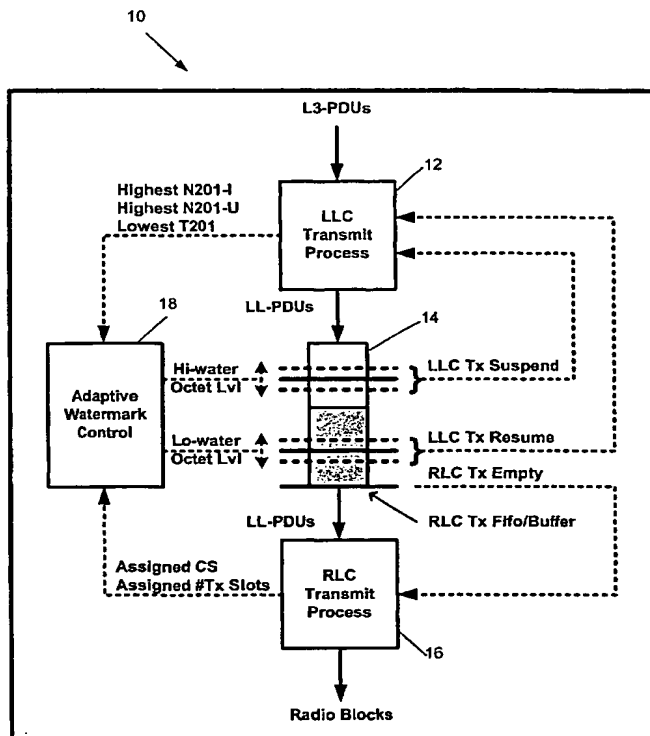 10
L3-PDUs
12
Highest N201-I
Highest N201-U
Lowest T201
LLC
Transmit
Process
LL-PDUs
18
14
Adaptive
Watermark
Control
Hi-water
Octet Lvl
LLC Tx Suspend
Lo-water
Octet Lvl
LLC Tx Resume
RLC Tx Empty
LL-PDUs
RLC Tx Fifo/Buffer
Assigned CS
Assigned #Tx Slots
RLC
Transmit
Process
16
Radio Blocks